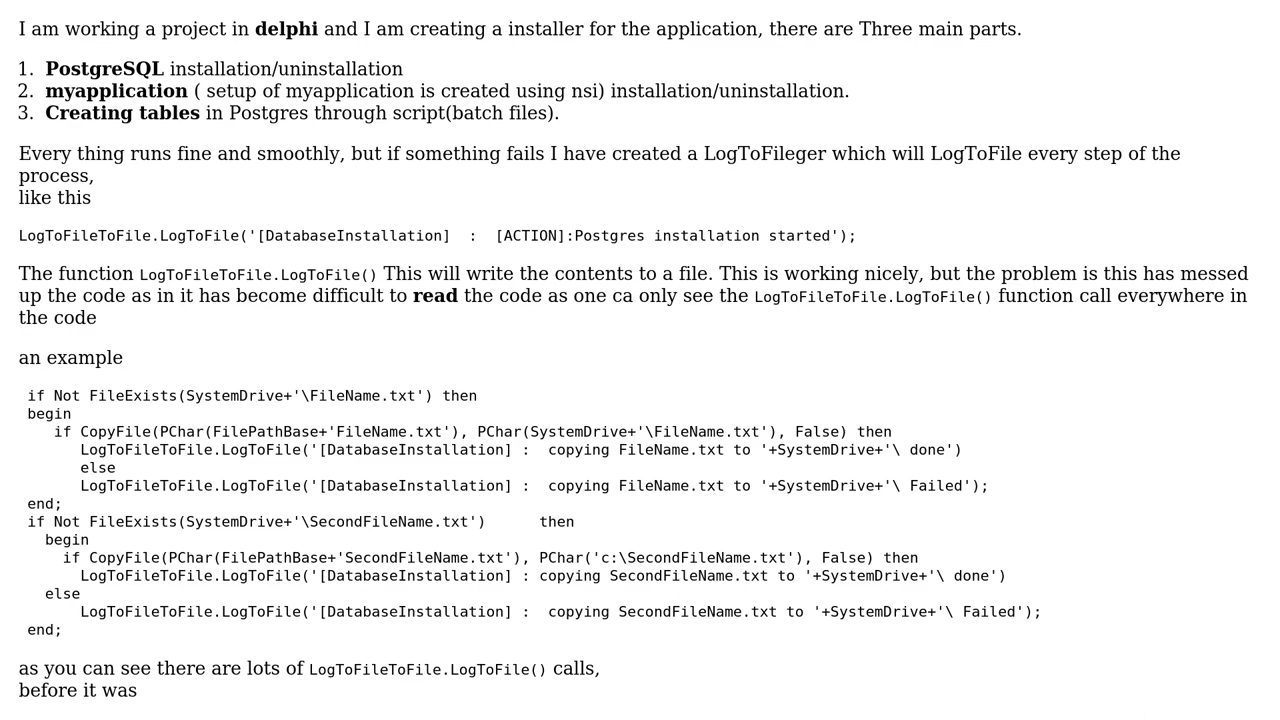 I am working a project in delphi and I am creating a installer for the application, there are Three main parts.
1. PostgreSQL installation/uninstallation
2. myapplication ( setup of myapplication is created using nsi) installation/uninstallation.
3. Creating tables in Postgres through script(batch files).
Every thing runs fine and smoothly, but if something fails I have created a LogToFileger which will LogToFile every step of the
process,
like this
LogToFileToFile.LogToFile('[DatabaseInstallation]  :  [ACTION]:Postgres installation started');
The function LogToFileToFile.LogToFile() This will write the contents to a file. This is working nicely, but the problem is this has messed
up the code as in it has become difficult to read the code as one ca only see the LogToFileToFile.LogToFile() function call everywhere in
the code
an example
 if Not FileExists(SystemDrive+'\FileName.txt') then
 begin
    if CopyFile(PChar(FilePathBase+'FileName.txt'), PChar(SystemDrive+'\FileName.txt'), False) then
       LogToFileToFile.LogToFile('[DatabaseInstallation] :  copying FileName.txt to '+SystemDrive+'\ done')
       else
       LogToFileToFile.LogToFile('[DatabaseInstallation] :  copying FileName.txt to '+SystemDrive+'\ Failed');
 end;
 if Not FileExists(SystemDrive+'\SecondFileName.txt')      then
   begin
     if CopyFile(PChar(FilePathBase+'SecondFileName.txt'), PChar('c:\SecondFileName.txt'), False) then
       LogToFileToFile.LogToFile('[DatabaseInstallation] : copying SecondFileName.txt to '+SystemDrive+'\ done')
   else
       LogToFileToFile.LogToFile('[DatabaseInstallation] :  copying SecondFileName.txt to '+SystemDrive+'\ Failed');
 end;
as you can see there are lots of LogToFileToFile.LogToFile() calls,
before it was